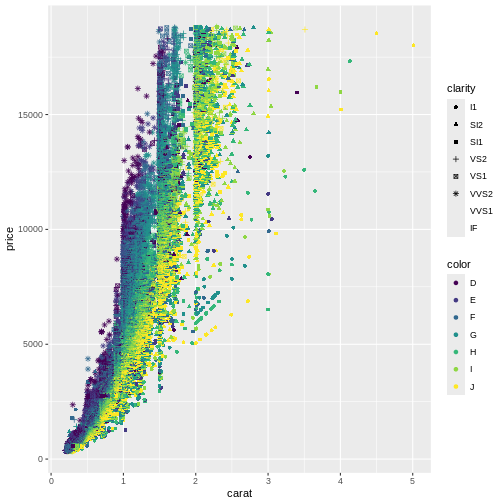 15000
10000
5000
0
price
0
1
2
3
4
5
carat
clarity
I1
SI2
SI1
VS2
VS1
VVS2
VVS1
IF
color
D
E
F
G
H
I
J